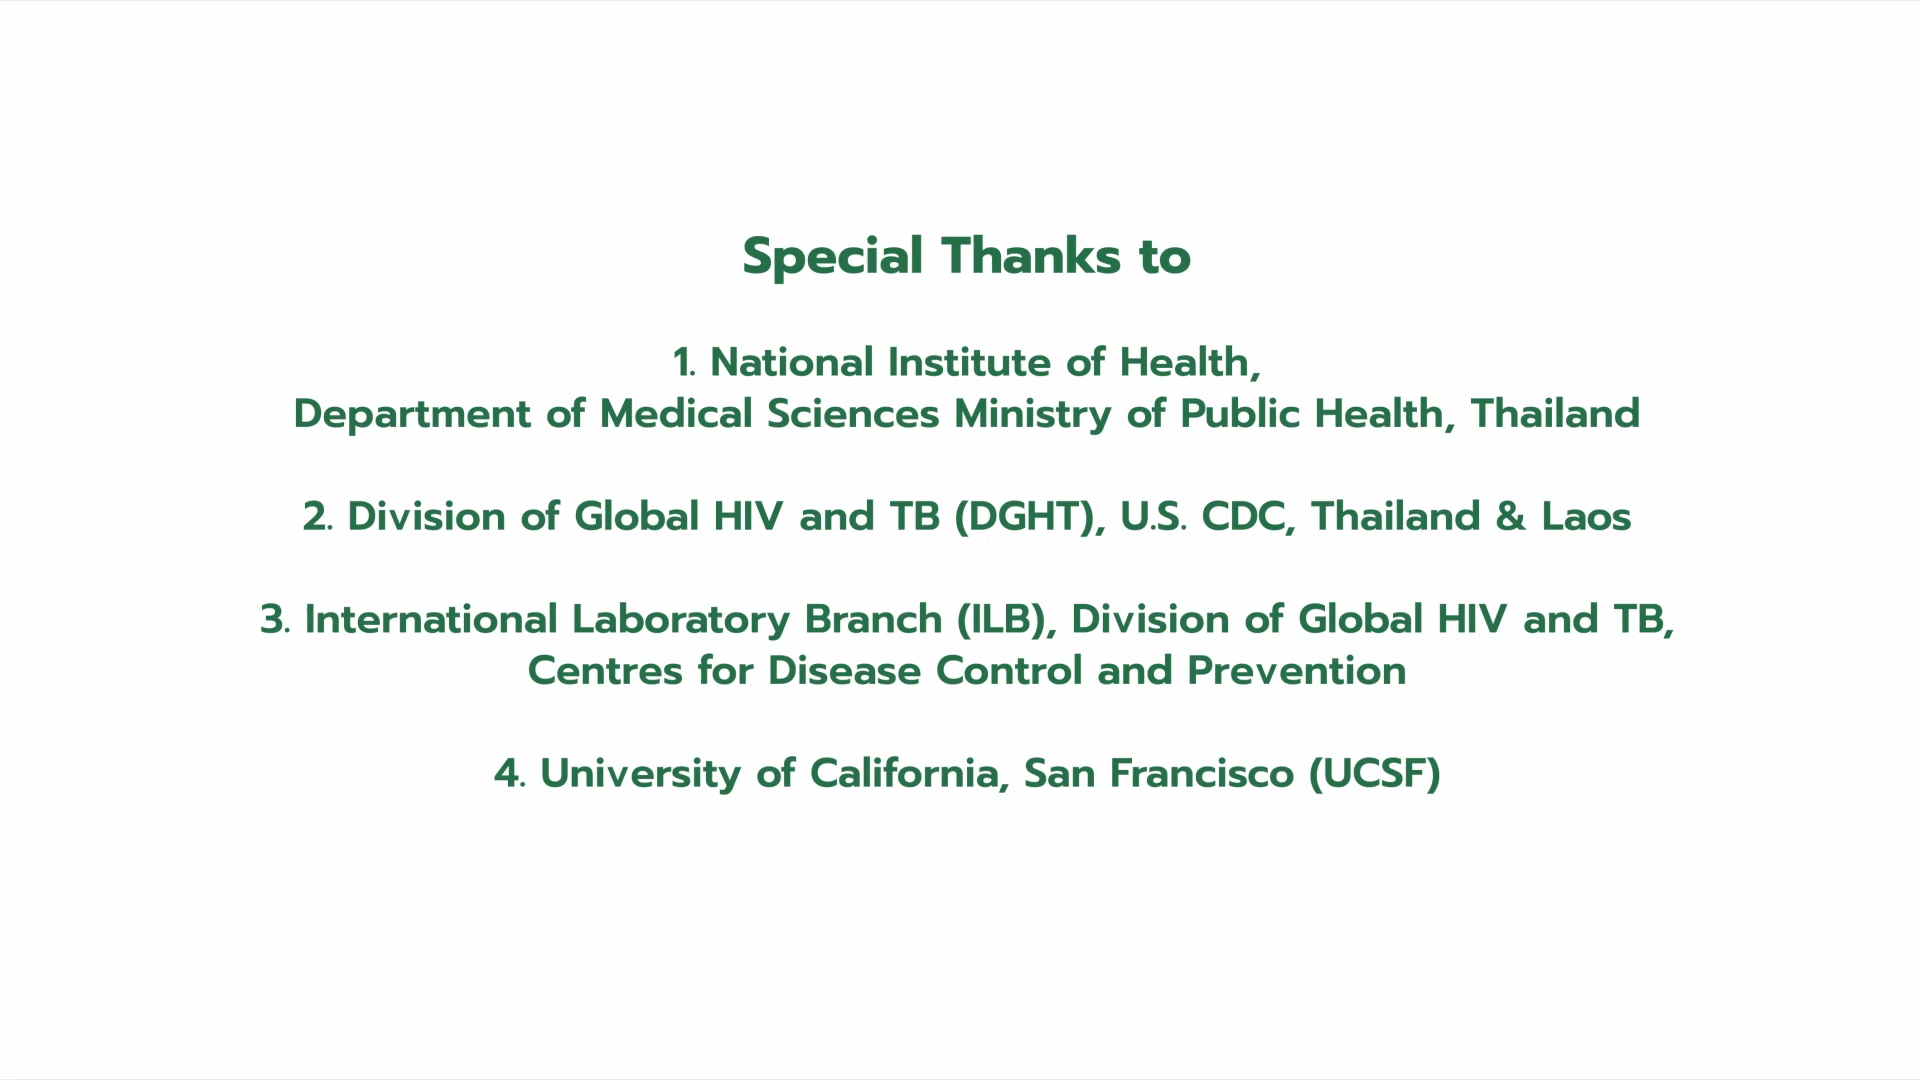 Special Thanks to
1. National Institute of Health,
Department of Medical Sciences Ministry of Public Health, Thailand
2. Division of Global HIV and TB (DGHT), U.S. CDC, Thailand & Laos
3. International Laboratory Branch (ILB), Division of Global HIV and TB,
Centres for Disease Control and Prevention
4. University of California, San Francisco (UCSF)